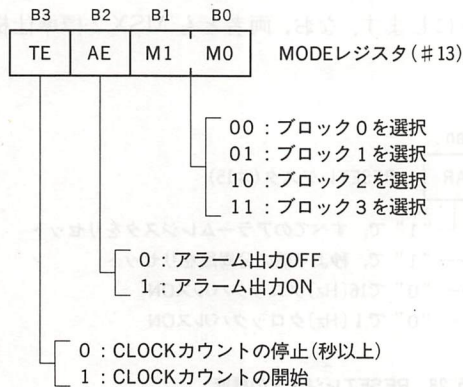 B3 B2 B1 B0
TE AE M1 M0 MODEレジスタ(#13)
00：ブロック0を選択
01：ブロック1を選択
10：ブロック2を選択
11：ブロック3を選択
0：アラーム出力OFF
1：アラーム出力ON
0：CLOCKカウントの停止(秒以上)
1：CLOCKカウントの開始